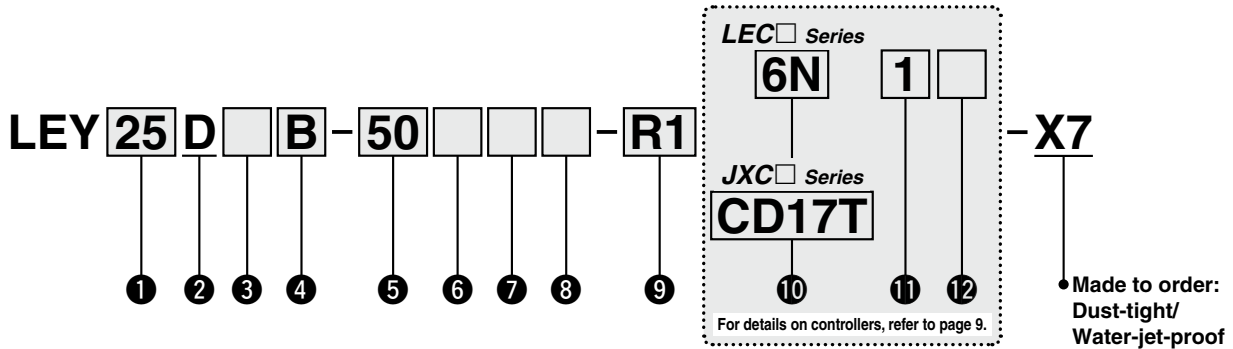 LEC□ Series
6N 1
LEY 25 D B – 50 – R1 – X7
JXC□ Series
CD17T
❶ ❷ ❸ ❹ ❺ ❻ ❼ ❽ ❾ ❿ ⓫ ⓬
For details on controllers, refer to page 9.
Made to order:
Dust-tight/
Water-jet-proof